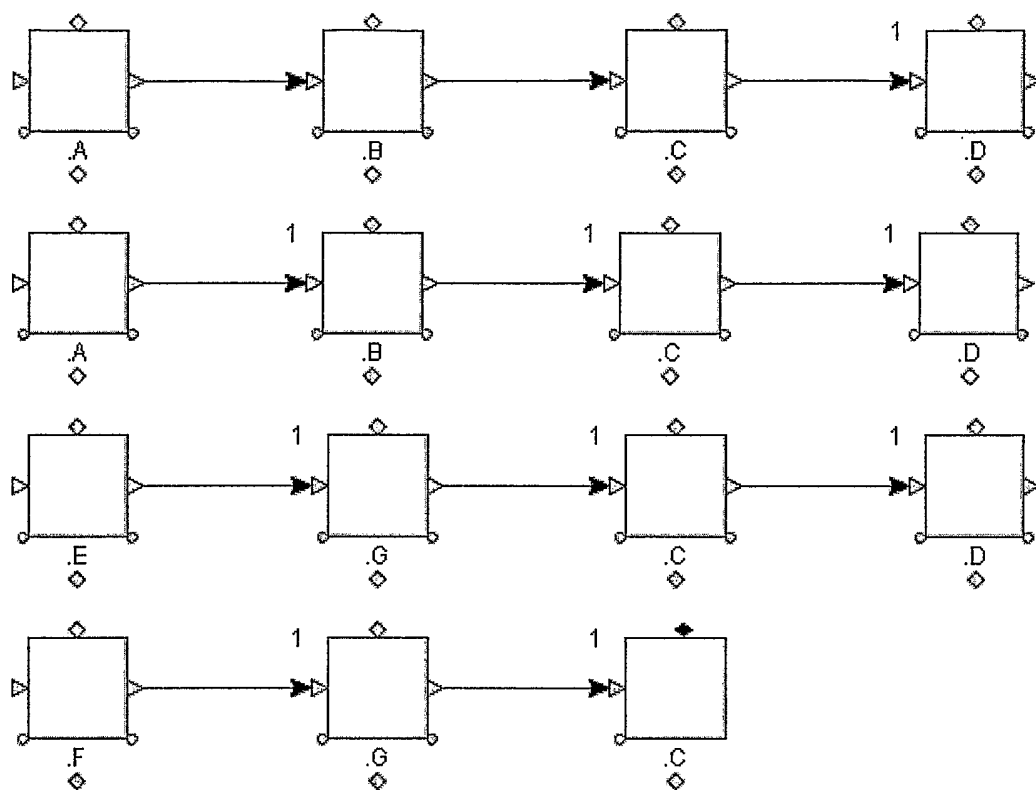 1
.A .B .C .D
1 1 1
.A .B .C .D
1 1 1
.E .G .C .D
1 1
.F .G .C